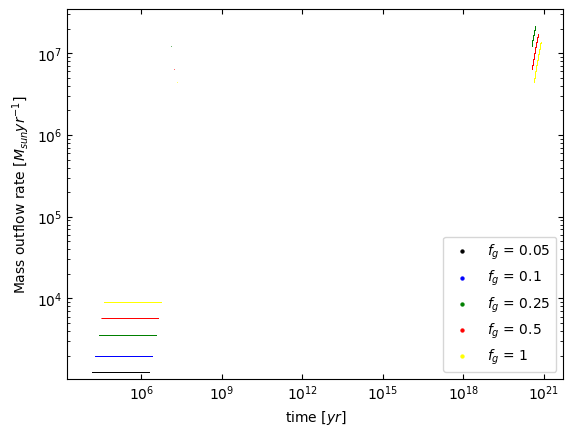 Mass outflow rate [$M_{sun}yr^{-1}$]
10^7
10^6
10^5
10^4
10^6 10^9 10^12 10^15 10^18 10^21
time [yr]
f_g = 0.05
f_g = 0.1
f_g = 0.25
f_g = 0.5
f_g = 1